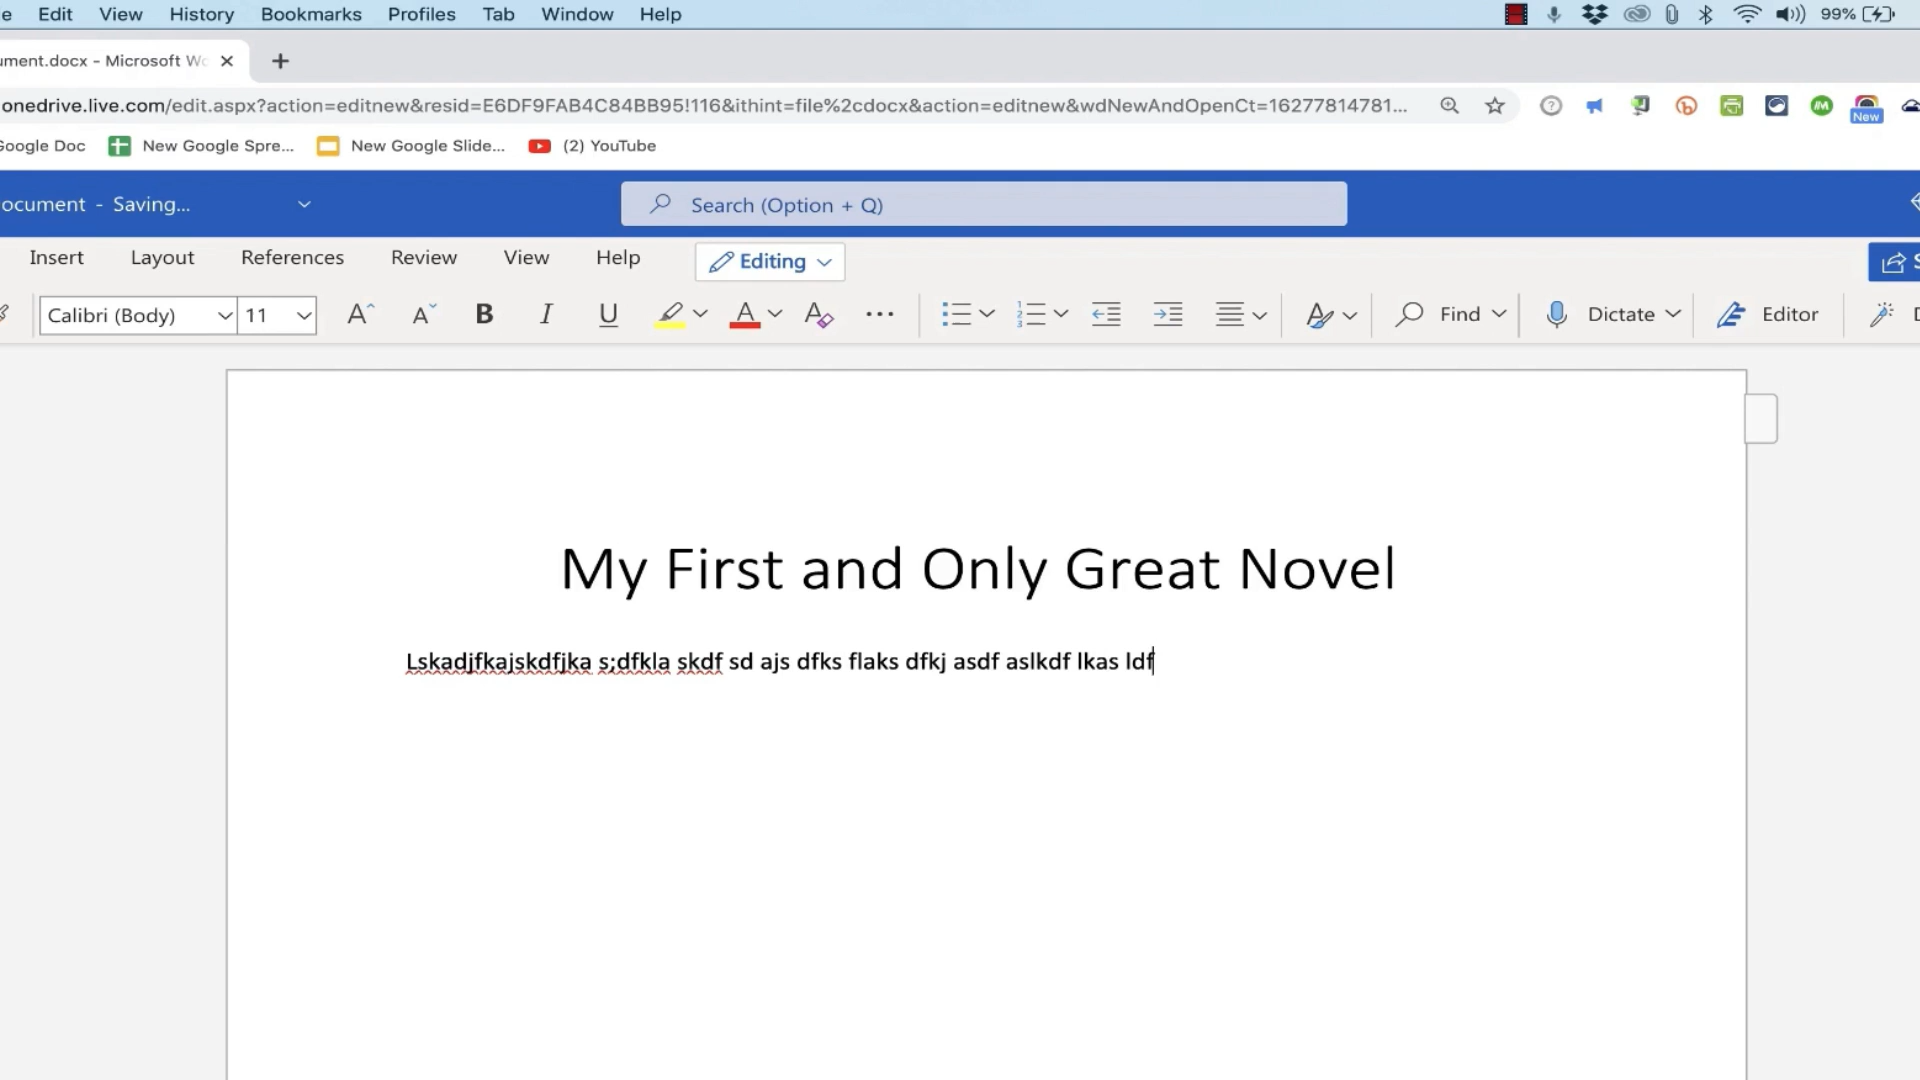 Edit View History Bookmarks Profiles Tab Window Help 99%
ument.docx - Microsoft Wo
onedrive.live.com/edit.aspx?action=editnew&resid=E6DF9FAB4C84BB95!116&ithint=file%2cdocx&action=editnew&wdNewAndOpenCt=16277814781... New
Google Doc New Google Spre... New Google Slide... (2) YouTube
ocument - Saving... Search (Option + Q)
Insert Layout References Review View Help Editing
Calibri (Body) 11 Find Dictate Editor
My First and Only Great Novel
Lskadjfkajskdfjka s;dfkla skdf sd ajs dfks flaks dfkj asdf aslkdf lkas ldf